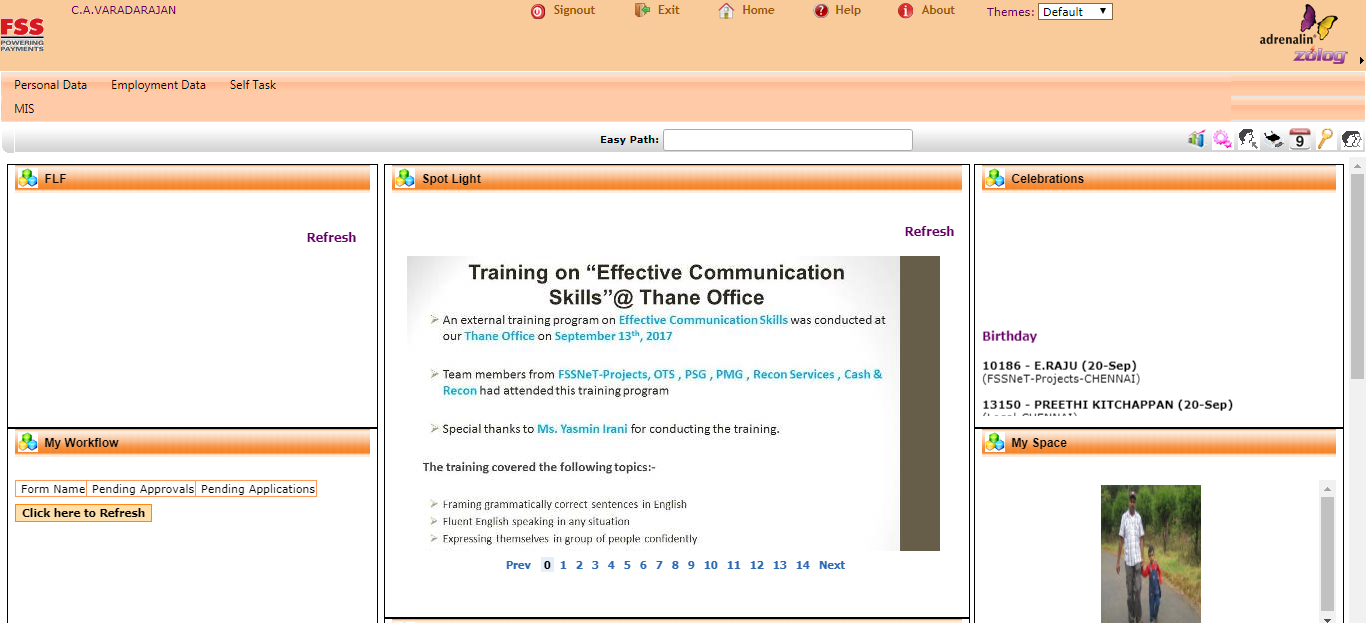 C.A.VARADARAJAN
Signout Exit Home Help About Themes: Default
FSS
POWERING
PAYMENTS
adrenalin
zolog
Personal Data Employment Data Self Task
MIS
Easy Path:
9
FLF
Refresh
My Workflow
Form Name Pending Approvals Pending Applications
Click here to Refresh
Spot Light
Refresh
Training on “Effective Communication
Skills”@ Thane Office
An external training program on Effective Communication Skills was conducted at
our Thane Office on September 13th, 2017
Team members from FSSNeT-Projects, OTS , PSG , PMG , Recon Services , Cash &
Recon had attended this training program
Special thanks to Ms. Yasmin Irani for conducting the training.
The training covered the following topics:-
Framing grammatically correct sentences in English
Fluent English speaking in any situation
Expressing themselves in group of people confidently
Prev 0 1 2 3 4 5 6 7 8 9 10 11 12 13 14 Next
Celebrations
Birthday
10186 - E.RAJU (20-Sep)
(FSSNeT-Projects-CHENNAI)
13150 - PREETHI KITCHAPPAN (20-Sep)
(Legal-CHENNAI)
My Space